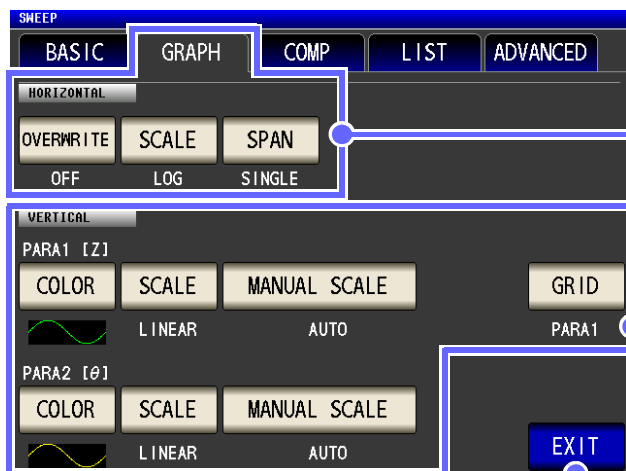 SWEEP
BASIC GRAPH COMP LIST ADVANCED
HORIZONTAL
OVERWRITE SCALE SPAN
OFF LOG SINGLE
VERTICAL
PARA1 [Z]
COLOR SCALE MANUAL SCALE GRID
LINEAR AUTO PARA1
PARA2 [θ]
COLOR SCALE MANUAL SCALE
EXIT
LINEAR AUTO